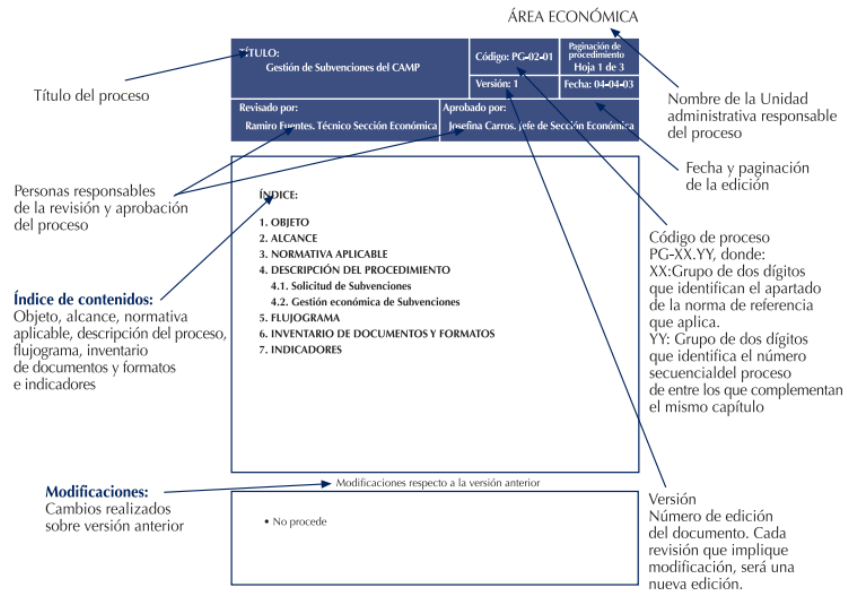 ÁREA ECONÓMICA
TÍTULO:
Gestión de Subvenciones del CAMP
Código: PG-02-01
Paginación de
procedimiento
Hoja 1 de 3
Versión: 1
Fecha: 04-04-03
Revisado por:
Ramiro Fuentes. Técnico Sección Económica
Aprobado por:
Josefina Carros. Jefe de Sección Económica
Título del proceso
Personas responsables
de la revisión y aprobación
del proceso
Índice de contenidos:
Objeto, alcance, normativa
aplicable, descripción del proceso,
flujograma, inventario
de documentos y formatos
e indicadores
Modificaciones:
Cambios realizados
sobre versión anterior
ÍNDICE:
1. OBJETO
2. ALCANCE
3. NORMATIVA APLICABLE
4. DESCRIPCIÓN DEL PROCEDIMIENTO
4.1. Solicitud de Subvenciones
4.2. Gestión económica de Subvenciones
5. FLUJOGRAMA
6. INVENTARIO DE DOCUMENTOS Y FORMATOS
7. INDICADORES
Modificaciones respecto a la versión anterior
• No procede
Nombre de la Unidad
administrativa responsable
del proceso
Fecha y paginación
de la edición
Código de proceso
PG-XX.YY, donde:
XX:Grupo de dos dígitos
que identifican el apartado
de la norma de referencia
que aplica.
YY: Grupo de dos dígitos
que identifica el número
secuencialdel proceso
de entre los que complementan
el mismo capítulo
Versión
Número de edición
del documento. Cada
revisión que implique
modificación, será una
nueva edición.